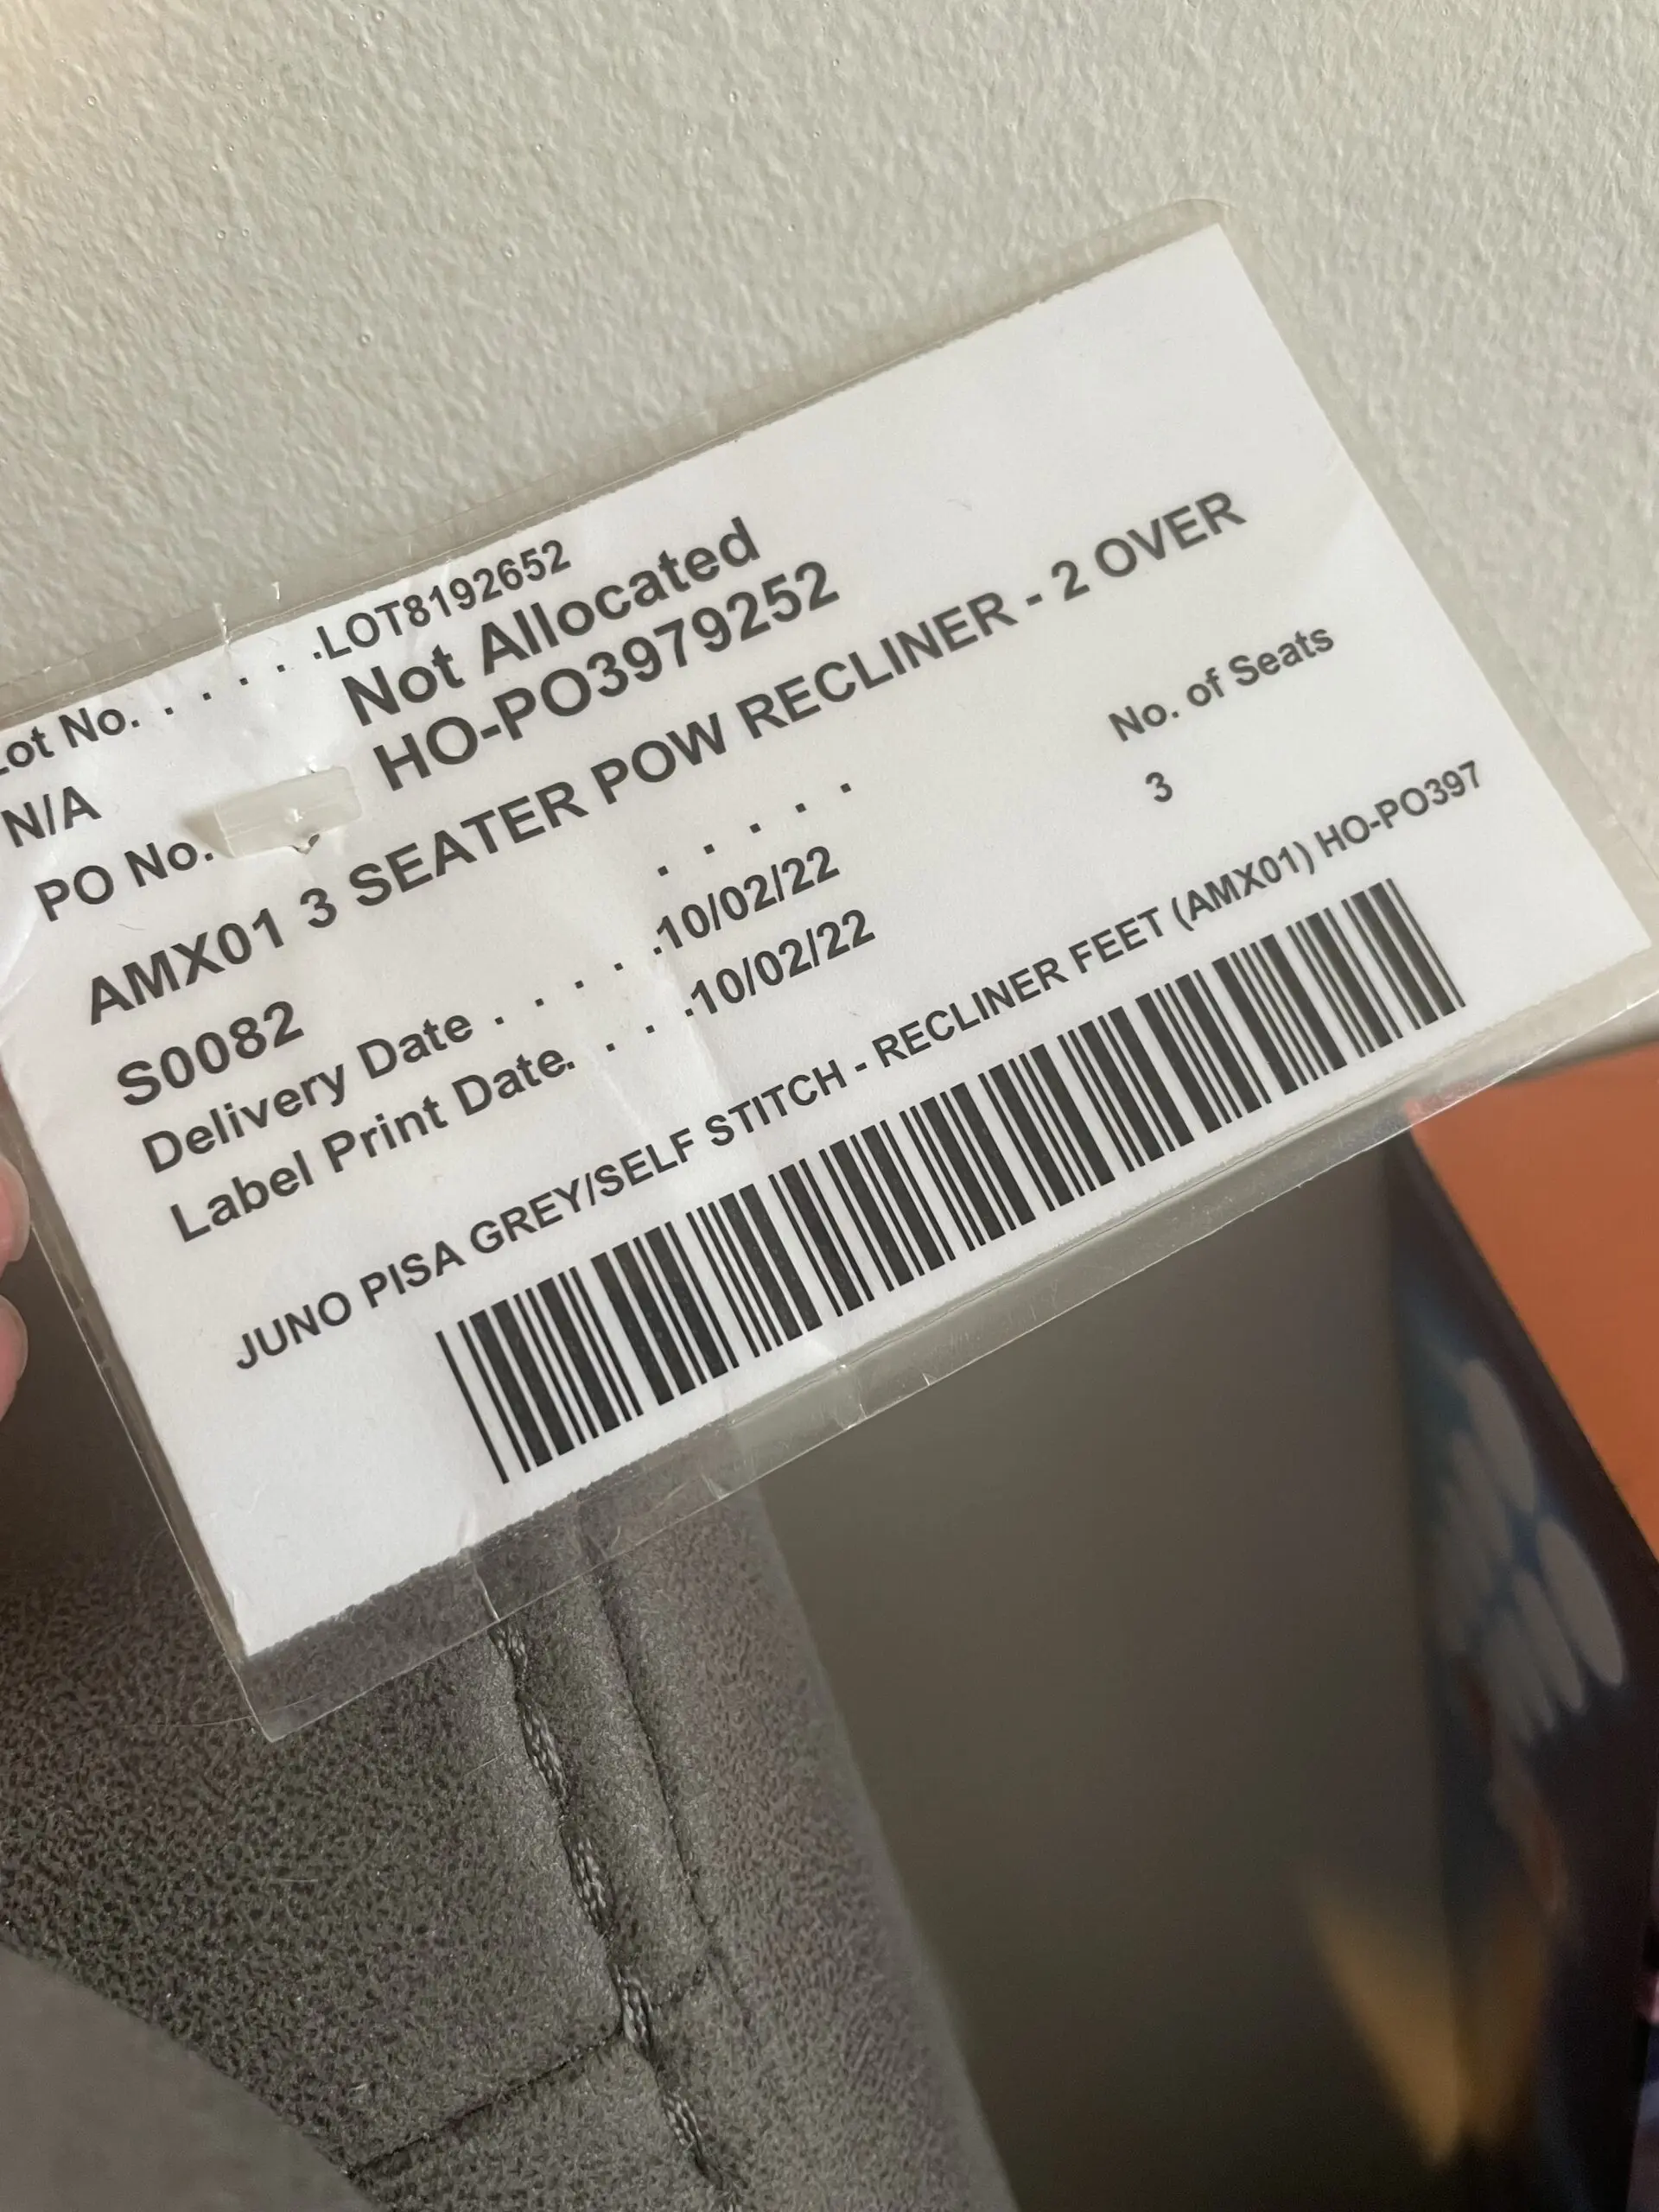 Lot No. . . . . . .LOT8192652
N/A Not Allocated
PO No. HO-PO3979252
AMX01 3 SEATER POW RECLINER - 2 OVER
S0082 . . . . . No. of Seats
Delivery Date . . . . .10/02/22 3
Label Print Date. . . .10/02/22
JUNO PISA GREY/SELF STITCH - RECLINER FEET (AMX01) HO-PO397